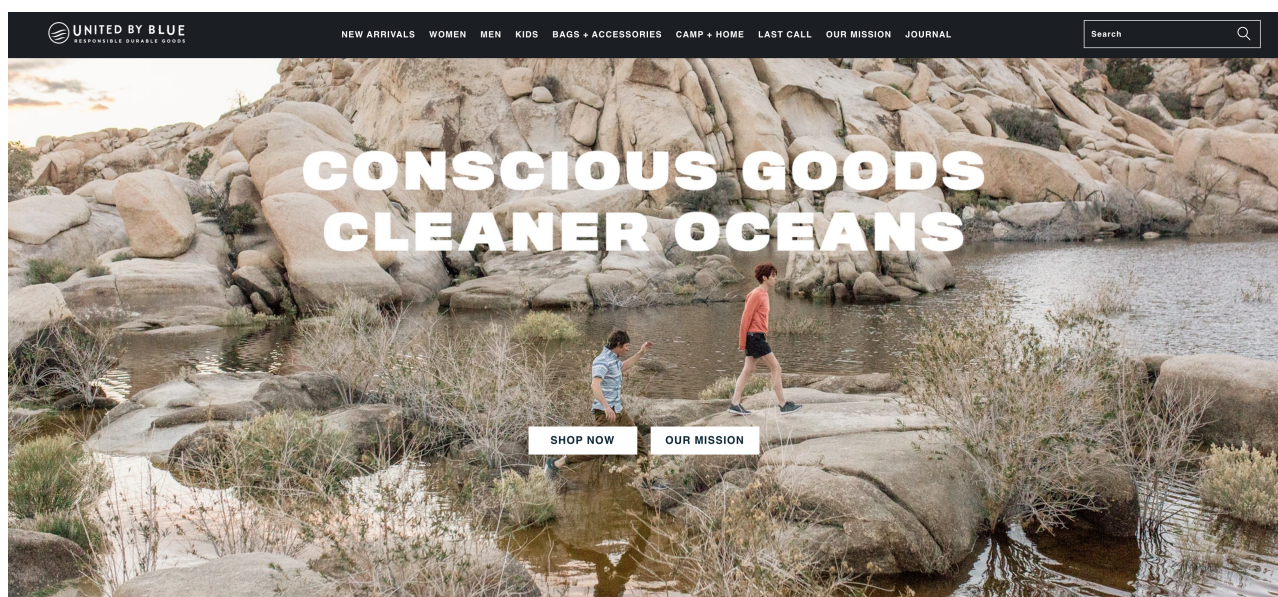 UNITED BY BLUE
RESPONSIBLE DURABLE GOODS
NEW ARRIVALS WOMEN MEN KIDS BAGS + ACCESSORIES CAMP + HOME LAST CALL OUR MISSION JOURNAL
Search
CONSCIOUS GOODS
CLEANER OCEANS
SHOP NOW OUR MISSION